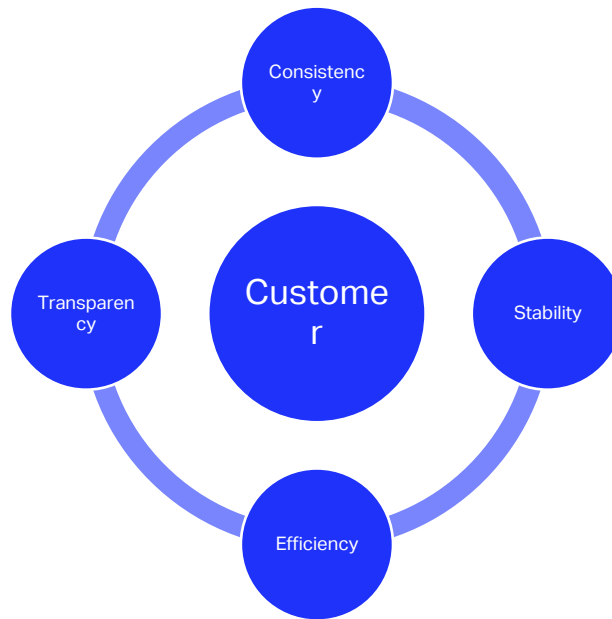 Consistenc
y
Transparen
cy
Custome
r
Stability
Efficiency